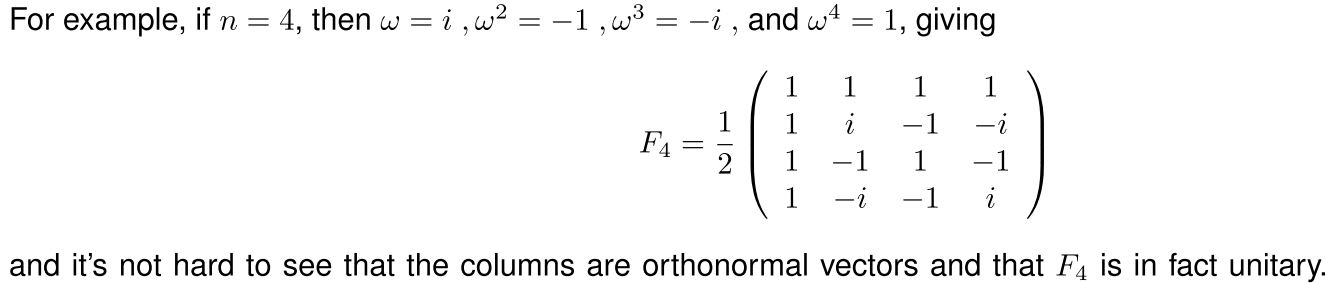 For example, if n = 4, then ω = i , ω² = −1 , ω³ = −i , and ω⁴ = 1, giving
F₄ = 1/2 ( 1 1 1 1
1 i −1 −i
1 −1 1 −1
1 −i −1 i )
and it's not hard to see that the columns are orthonormal vectors and that F₄ is in fact unitary.